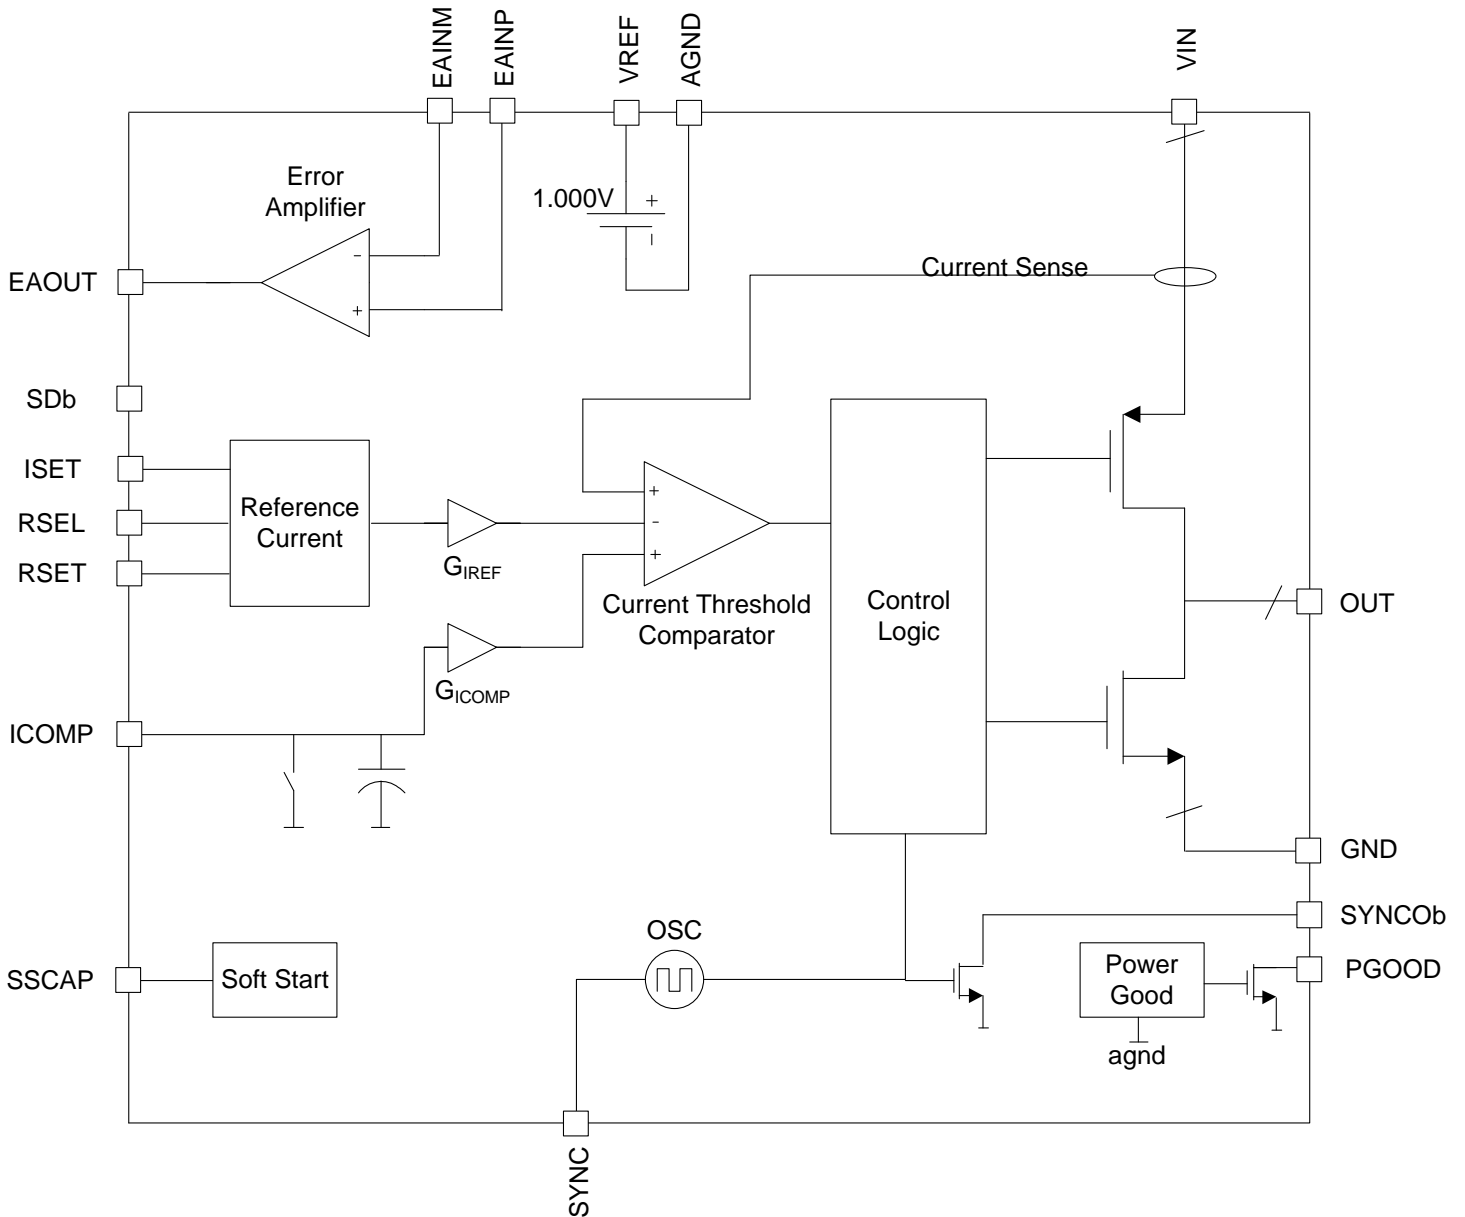 EAINM
EAINP
VREF
AGND
VIN
Error
Amplifier
-
+
1.000V
+
-
Current Sense
EAOUT
SDb
ISET
RSEL
RSET
Reference
Current
GIREF
+
-
+
Current Threshold
Comparator
Control
Logic
OUT
GICOMP
ICOMP
GND
SYNCOb
OSC
Power
Good
PGOOD
SSCAP
Soft Start
agnd
SYNC